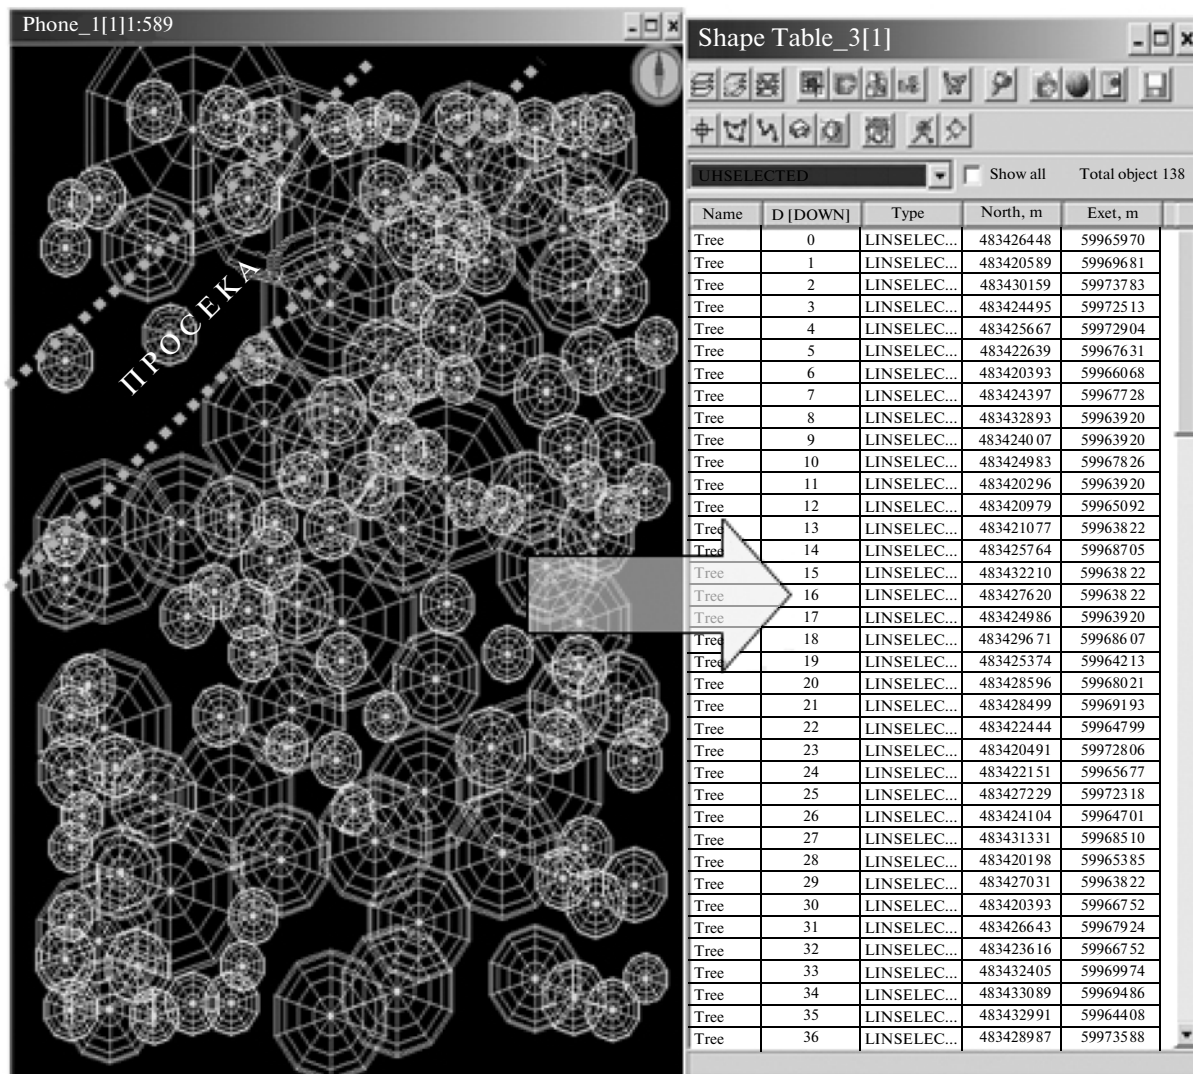 Phone_1[1]1:589
ПРОСЕКА
Shape Table_3[1]
UHSELECTED Show all Total object 138
Name D [DOWN] Type North, m Exet, m
Tree 0 LINSELEC... 483426448 59965970
Tree 1 LINSELEC... 483420589 59969681
Tree 2 LINSELEC... 483430159 59973783
Tree 3 LINSELEC... 483424495 59972513
Tree 4 LINSELEC... 483425667 59972904
Tree 5 LINSELEC... 483422639 59967631
Tree 6 LINSELEC... 483420393 59966068
Tree 7 LINSELEC... 483424397 59967728
Tree 8 LINSELEC... 483432893 59963920
Tree 9 LINSELEC... 483424007 59963920
Tree 10 LINSELEC... 483424983 59967826
Tree 11 LINSELEC... 483420296 59963920
Tree 12 LINSELEC... 483420979 59965092
Tree 13 LINSELEC... 483421077 59963822
Tree 14 LINSELEC... 483425764 59968705
Tree 15 LINSELEC... 483432210 59963822
Tree 16 LINSELEC... 483427620 59963822
Tree 17 LINSELEC... 483424986 59963920
Tree 18 LINSELEC... 483429671 59968607
Tree 19 LINSELEC... 483425374 59964213
Tree 20 LINSELEC... 483428596 59968021
Tree 21 LINSELEC... 483428499 59969193
Tree 22 LINSELEC... 483422444 59964799
Tree 23 LINSELEC... 483420491 59972806
Tree 24 LINSELEC... 483422151 59965677
Tree 25 LINSELEC... 483427229 59972318
Tree 26 LINSELEC... 483424104 59964701
Tree 27 LINSELEC... 483431331 59968510
Tree 28 LINSELEC... 483420198 59965385
Tree 29 LINSELEC... 483427031 59963822
Tree 30 LINSELEC... 483420393 59966752
Tree 31 LINSELEC... 483426643 59967924
Tree 32 LINSELEC... 483423616 59966752
Tree 33 LINSELEC... 483432405 59969974
Tree 34 LINSELEC... 483433089 59969486
Tree 35 LINSELEC... 483432991 59964408
Tree 36 LINSELEC... 483428987 59973588